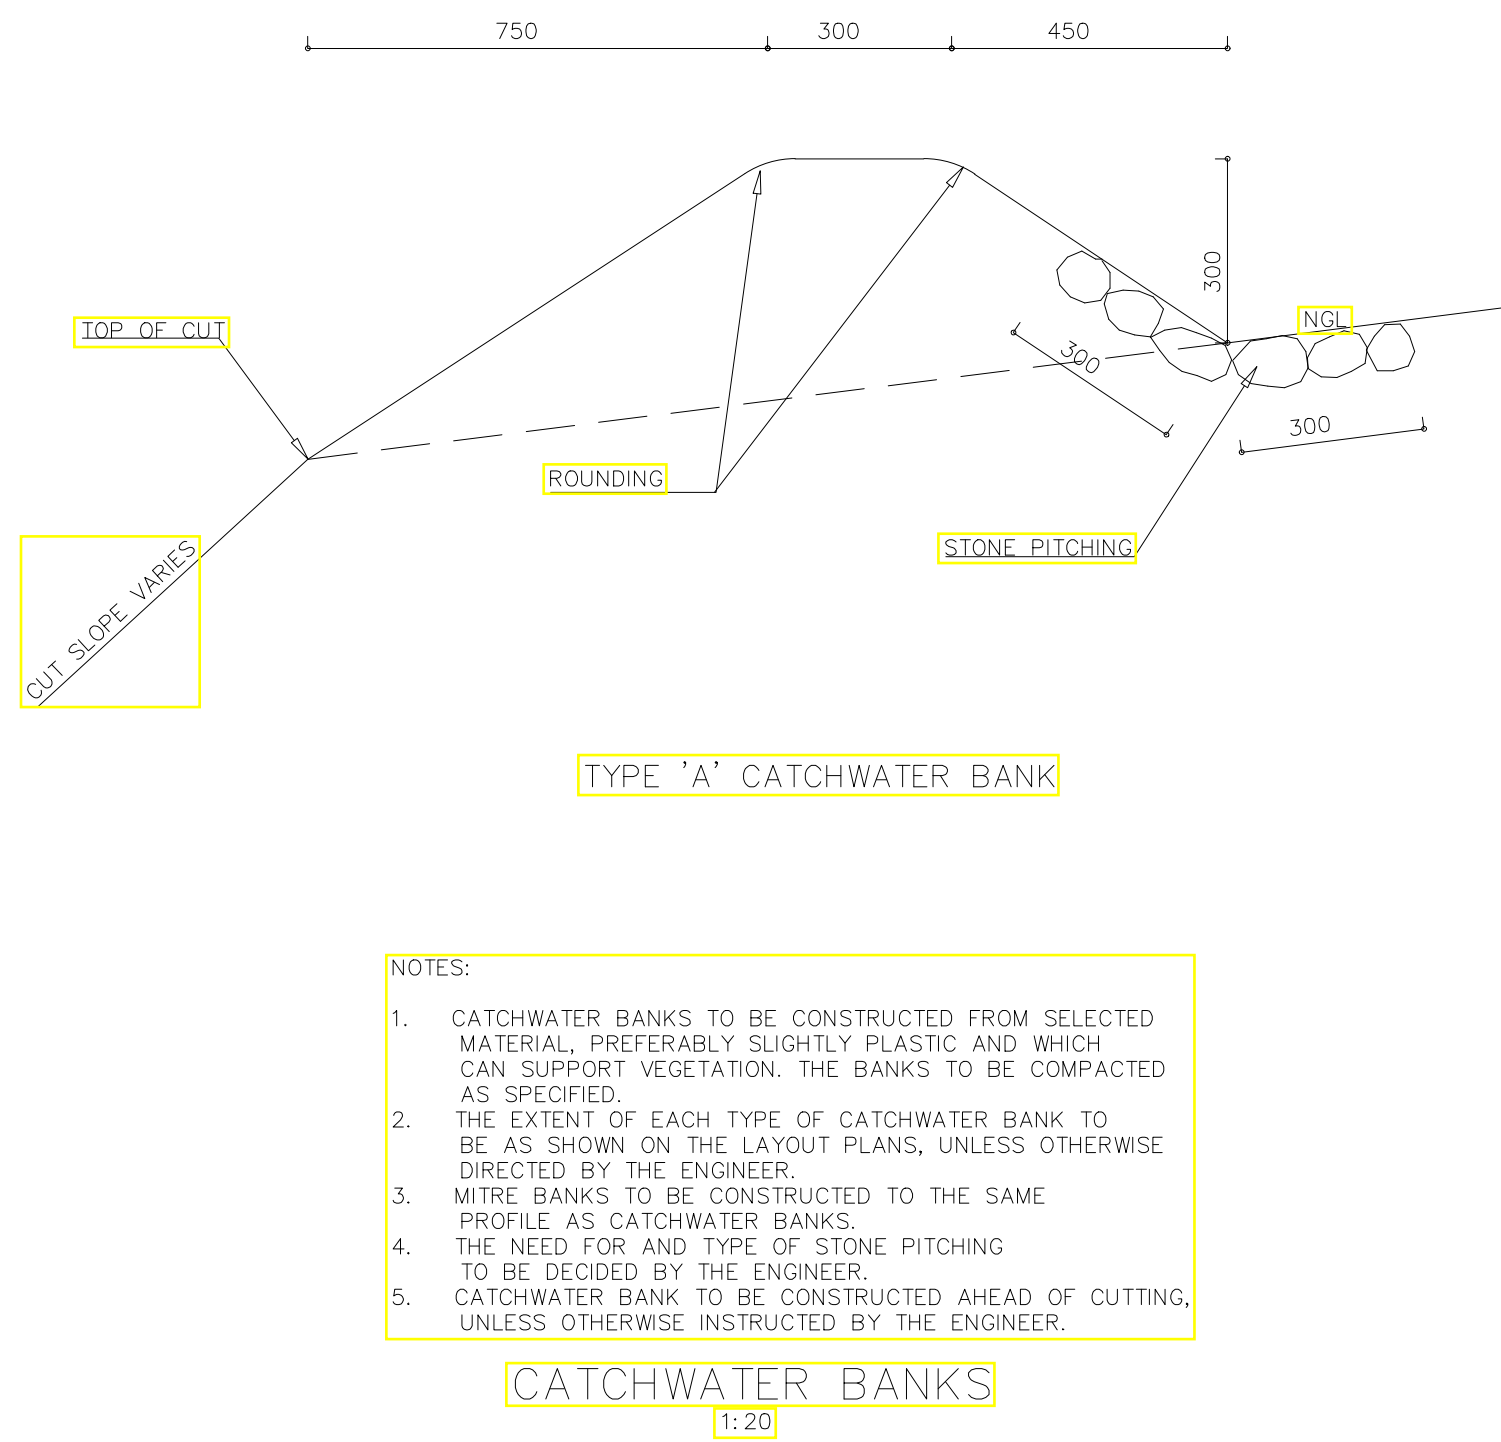 750 300 450
300
TOP OF CUT
NGL
300
300
ROUNDING
STONE PITCHING
CUT SLOPE VARIES
TYPE 'A' CATCHWATER BANK
NOTES:
1. CATCHWATER BANKS TO BE CONSTRUCTED FROM SELECTED
MATERIAL, PREFERABLY SLIGHTLY PLASTIC AND WHICH
CAN SUPPORT VEGETATION. THE BANKS TO BE COMPACTED
AS SPECIFIED.
2. THE EXTENT OF EACH TYPE OF CATCHWATER BANK TO
BE AS SHOWN ON THE LAYOUT PLANS, UNLESS OTHERWISE
DIRECTED BY THE ENGINEER.
3. MITRE BANKS TO BE CONSTRUCTED TO THE SAME
PROFILE AS CATCHWATER BANKS.
4. THE NEED FOR AND TYPE OF STONE PITCHING
TO BE DECIDED BY THE ENGINEER.
5. CATCHWATER BANK TO BE CONSTRUCTED AHEAD OF CUTTING,
UNLESS OTHERWISE INSTRUCTED BY THE ENGINEER.
CATCHWATER BANKS
1:20